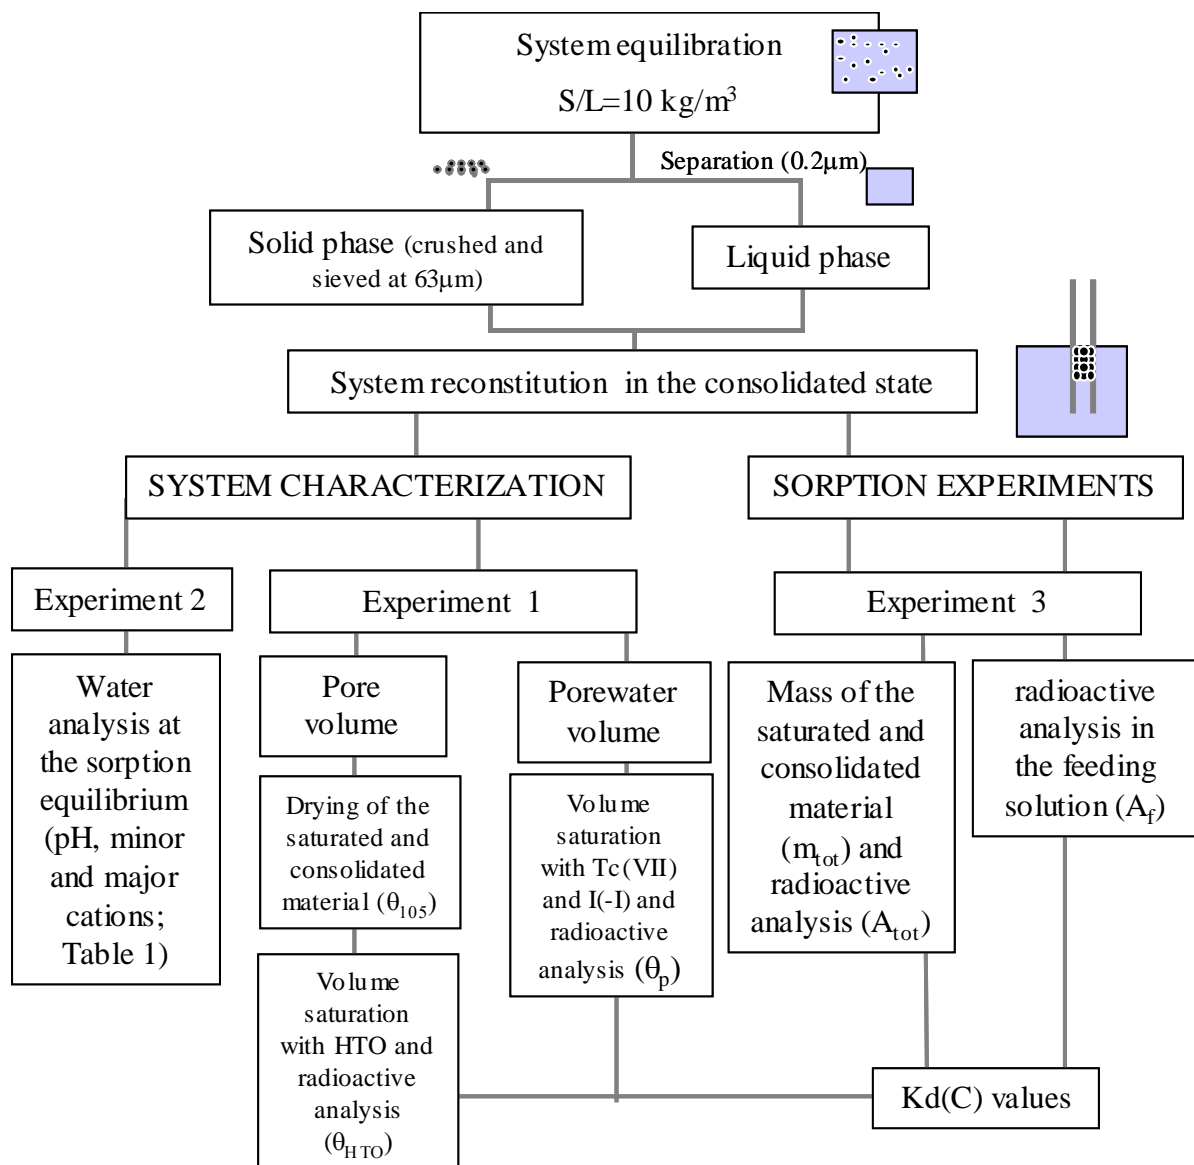 System equilibration
S/L=10 kg/m³
Separation (0.2μm)
Solid phase (crushed and
sieved at 63μm)
Liquid phase
System reconstitution in the consolidated state
SYSTEM CHARACTERIZATION
SORPTION EXPERIMENTS
Experiment 2
Experiment 1
Experiment 3
Water
analysis at
the sorption
equilibrium
(pH, minor
and major
cations;
Table 1)
Pore
volume
Drying of the
saturated and
consolidated
material (θ₁₀₅)
Volume
saturation
with HTO and
radioactive
analysis
(θ_HTO)
Porewater
volume
Volume
saturation
with Tc(VII)
and I(-I) and
radioactive
analysis (θₚ)
Mass of the
saturated and
consolidated
material
(m_tot) and
radioactive
analysis (A_tot)
radioactive
analysis in
the feeding
solution (A_f)
Kd(C) values